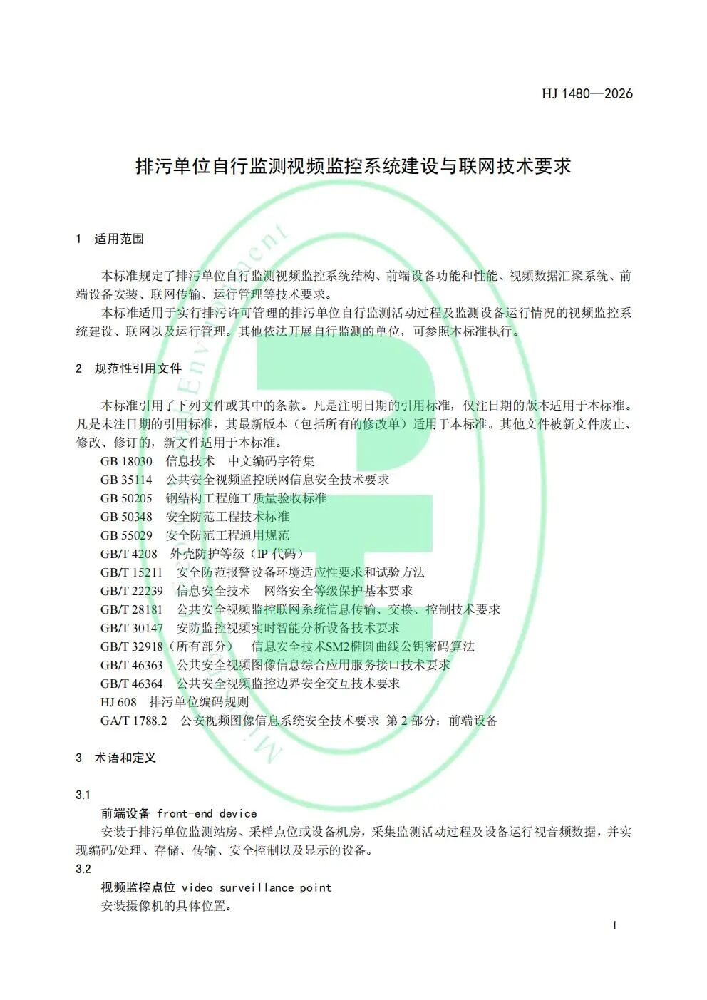 HJ 1480—2026
排污单位自行监测视频监控系统建设与联网技术要求
1 适用范围
本标准规定了排污单位自行监测视频监控系统结构、前端设备功能和性能、视频数据汇聚系统、前
端设备安装、联网传输、运行管理等技术要求。
本标准适用于实行排污许可管理的排污单位自行监测活动过程及监测设备运行情况的视频监控系
统建设、联网以及运行管理。其他依法开展自行监测的单位，可参照本标准执行。
2 规范性引用文件
本标准引用了下列文件或其中的条款。凡是注明日期的引用标准，仅注日期的版本适用于本标准。
凡是未注日期的引用标准，其最新版本（包括所有的修改单）适用于本标准。其他文件被新文件废止、
修改、修订的，新文件适用于本标准。
GB 18030 信息技术 中文编码字符集
GB 35114 公共安全视频监控联网信息安全技术要求
GB 50205 钢结构工程施工质量验收标准
GB 50348 安全防范工程技术标准
GB 55029 安全防范工程通用规范
GB/T 4208 外壳防护等级（IP 代码）
GB/T 15211 安全防范报警设备环境适应性要求和试验方法
GB/T 22239 信息安全技术 网络安全等级保护基本要求
GB/T 28181 公共安全视频监控联网系统信息传输、交换、控制技术要求
GB/T 30147 安防监控视频实时智能分析设备技术要求
GB/T 32918（所有部分） 信息安全技术SM2椭圆曲线公钥密码算法
GB/T 46363 公共安全视频图像信息综合应用服务接口技术要求
GB/T 46364 公共安全视频监控边界安全交互技术要求
HJ 608 排污单位编码规则
GA/T 1788.2 公安视频图像信息系统安全技术要求 第 2 部分：前端设备
3 术语和定义
3.1
前端设备 front-end device
安装于排污单位监测站房、采样点位或设备机房，采集监测活动过程及设备运行视音频数据，并实
现编码/处理、存储、传输、安全控制以及显示的设备。
3.2
视频监控点位 video surveillance point
安装摄像机的具体位置。
1